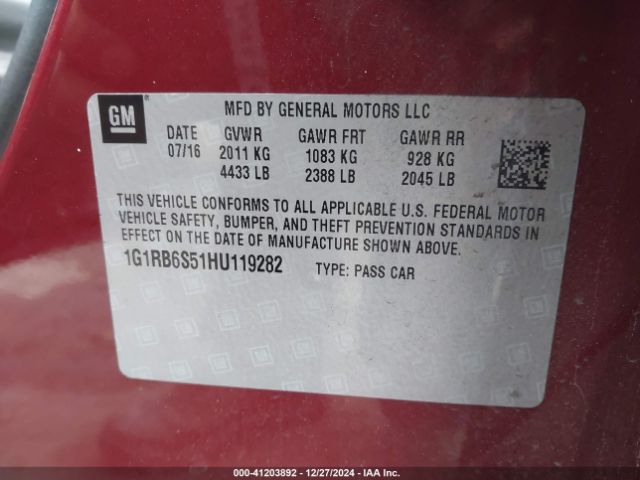 GM
MFD BY GENERAL MOTORS LLC
DATE GVWR GAWR FRT GAWR RR
07/16 2011 KG 1083 KG 928 KG
4433 LB 2388 LB 2045 LB
THIS VEHICLE CONFORMS TO ALL APPLICABLE U.S. FEDERAL MOTOR
VEHICLE SAFETY, BUMPER, AND THEFT PREVENTION STANDARDS IN
EFFECT ON THE DATE OF MANUFACTURE SHOWN ABOVE.
1G1RB6S51HU119282 TYPE: PASS CAR
000-41203892 • 12/27/2024 • IAA Inc.